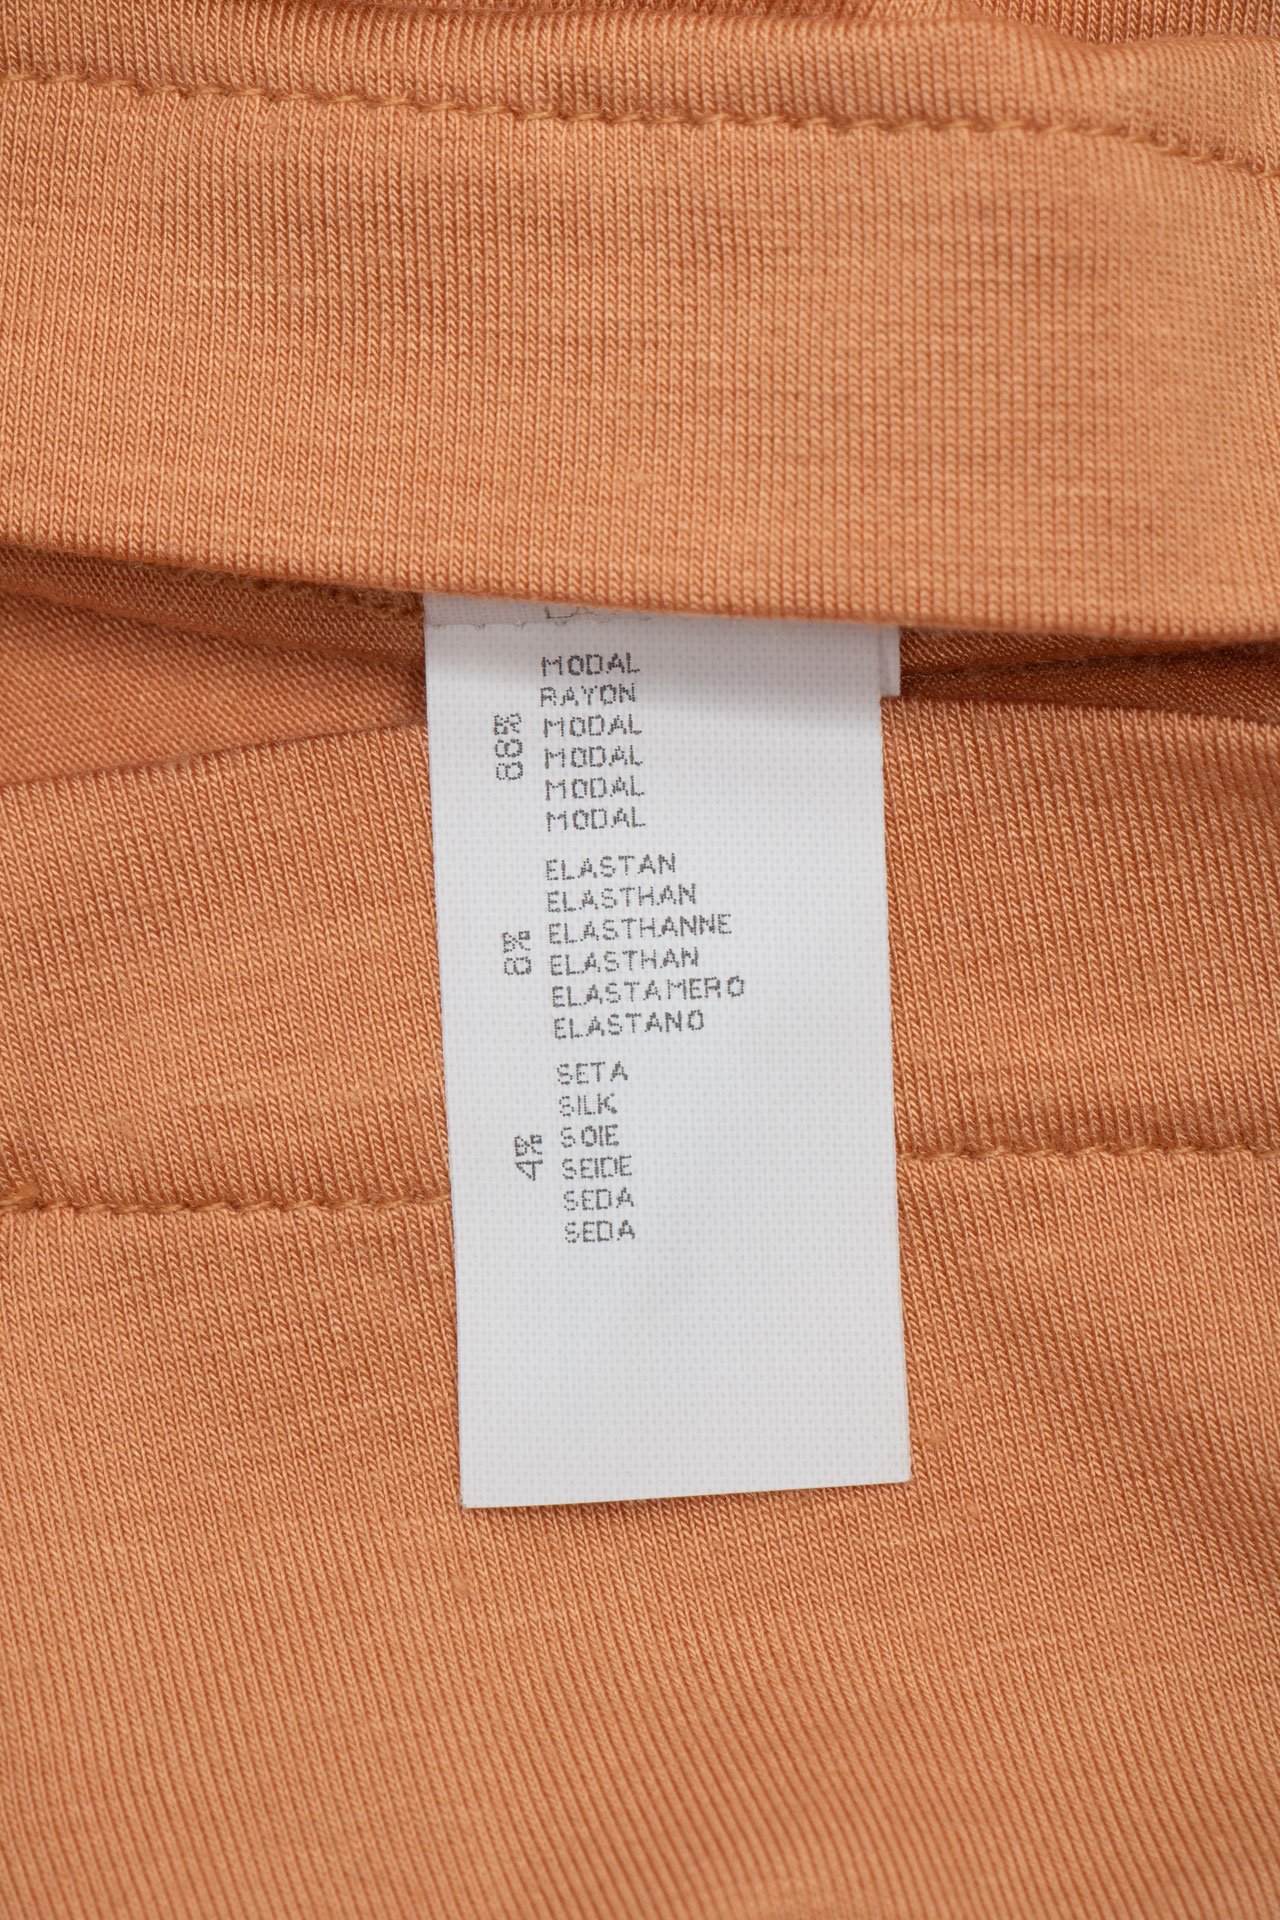 88%
MODAL
RAYON
MODAL
MODAL
MODAL
MODAL
8%
ELASTAN
ELASTHAN
ELASTHANNE
ELASTHAN
ELASTAMERO
ELASTANO
4%
SETA
SILK
SOIE
SEIDE
SEDA
SEDA